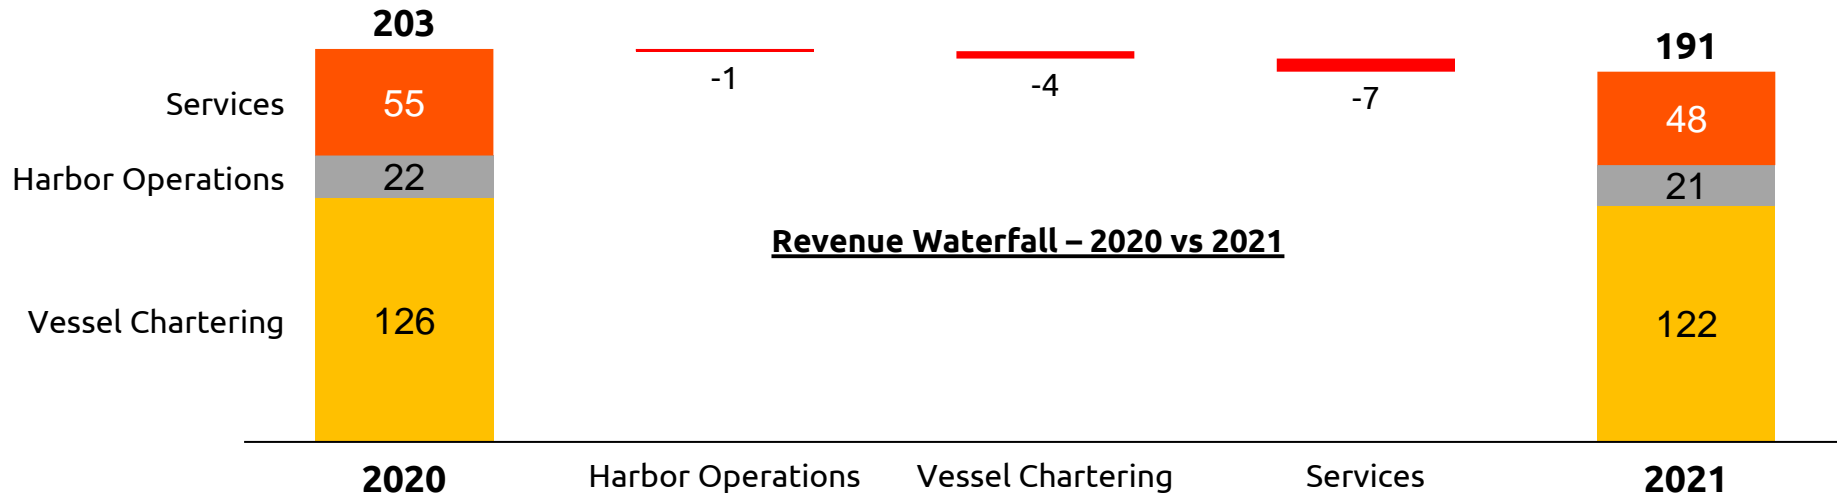 203
191
-1
-4
-7
Services
55
48
Harbor Operations
22
21
Revenue Waterfall – 2020 vs 2021
Vessel Chartering
126
122
2020
Harbor Operations
Vessel Chartering
Services
2021